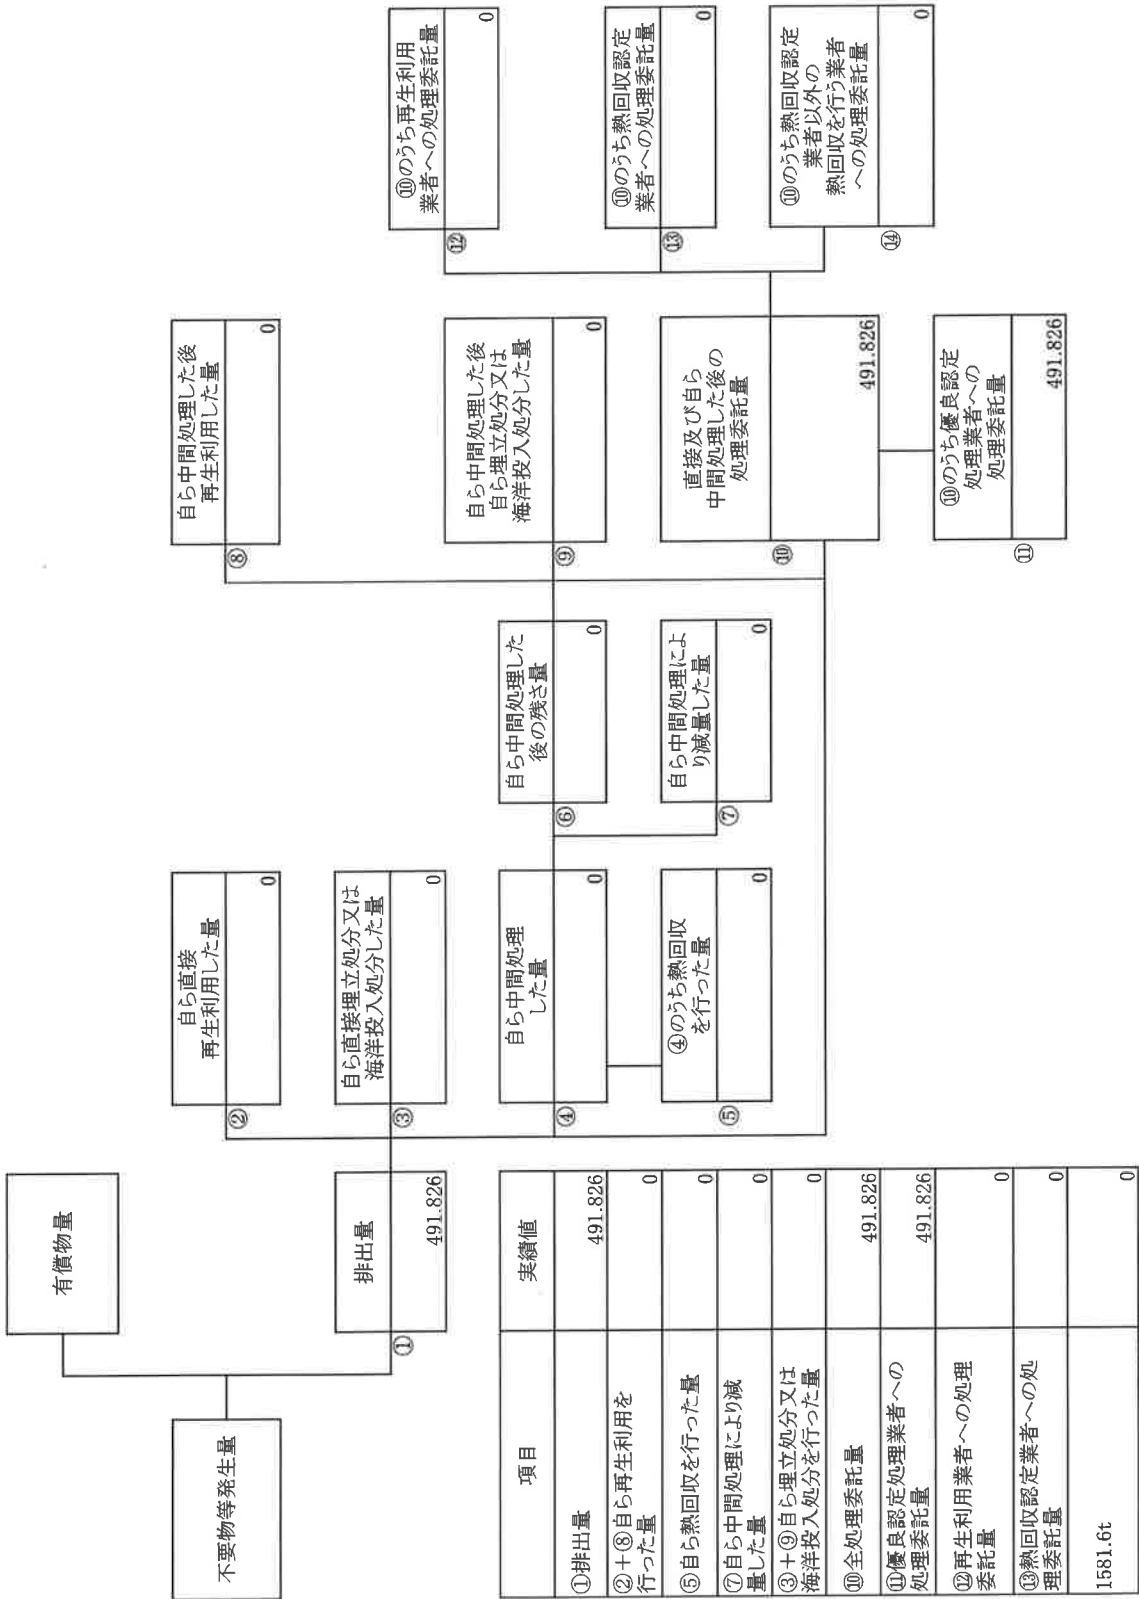 不要物等発生量
有償物量
排出量
①
491.826
自ら直接
再生利用した量
②
0
自ら直接埋立処分又は
海洋投入処分した量
③
0
自ら中間処理
した量
④
0
④のうち熱回収
を行った量
⑤
0
自ら中間処理した
後の残さ量
⑥
0
自ら中間処理によ
り減量した量
⑦
0
自ら中間処理した後
再生利用した量
⑧
0
自ら中間処理した後
自ら埋立処分又は
海洋投入処分した量
⑨
0
直接及び自ら
中間処理した後の
処理委託量
⑩
491.826
⑩のうち優良認定
処理業者への
処理委託量
⑪
491.826
⑩のうち再生利用
業者への処理委託量
⑫
0
⑩のうち熱回収認定
業者への処理委託量
⑬
0
⑩のうち熱回収認定
業者以外の
熱回収を行う業者
への処理委託量
⑭
0
項目
実績値
①排出量
491.826
②+⑧自ら再生利用を
行った量
0
⑤自ら熱回収を行った量
0
⑦自ら中間処理により減
量した量
0
③+⑨自ら埋立処分又は
海洋投入処分を行った量
0
⑩全処理委託量
491.826
⑪優良認定処理業者への
処理委託量
491.826
⑫再生利用業者への処理
委託量
0
⑬熱回収認定業者への処
理委託量
0
1581.6t
0